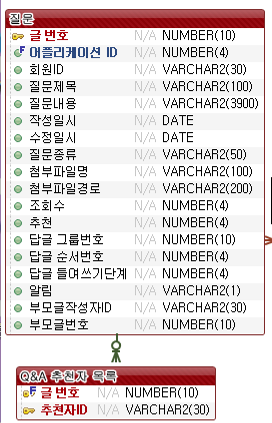 질문
글 번호 N/A NUMBER(10)
어플리케이션 ID N/A NUMBER(4)
회원ID N/A VARCHAR2(30)
질문제목 N/A VARCHAR2(100)
질문내용 N/A VARCHAR2(3900)
작성일시 N/A DATE
수정일시 N/A DATE
질문종류 N/A VARCHAR2(50)
첨부파일명 N/A VARCHAR2(100)
첨부파일경로 N/A VARCHAR2(200)
조회수 N/A NUMBER(4)
추천 N/A NUMBER(4)
답글 그룹번호 N/A NUMBER(10)
답글 순서번호 N/A NUMBER(4)
답글 들여쓰기단계 N/A NUMBER(4)
알림 N/A VARCHAR2(1)
부모글작성자ID N/A VARCHAR2(30)
부모글번호 N/A NUMBER(10)
Q&A 추천자 목록
글 번호 N/A NUMBER(10)
추천자ID N/A VARCHAR2(30)